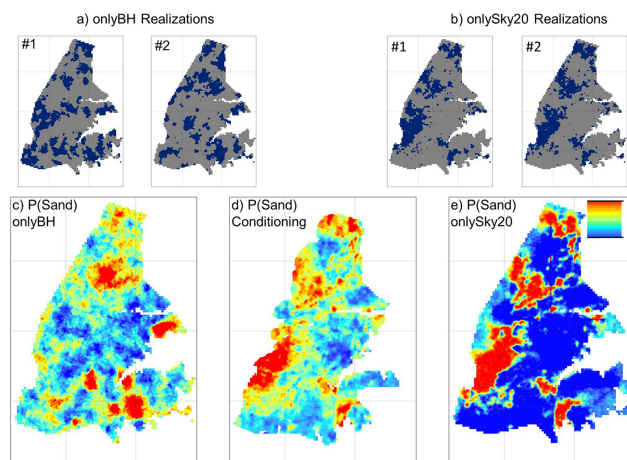 a) onlyBH Realizations
b) onlySky20 Realizations
#1
#2
#1
#2
c) P(Sand)
onlyBH
d) P(Sand)
Conditioning
e) P(Sand)
onlySky20